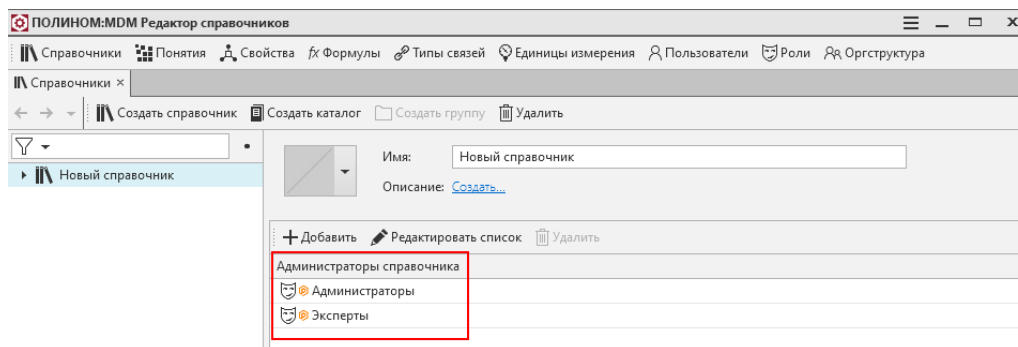 ПОЛИНОМ:MDM Редактор справочников
Справочники Понятия Свойства fx Формулы Типы связей Единицы измерения Пользователи Роли Оргструктура
Справочники ×
Создать справочник Создать каталог Создать группу Удалить
Имя: Новый справочник
Новый справочник
Описание: Создать...
Добавить Редактировать список Удалить
Администраторы справочника
Администраторы
Эксперты